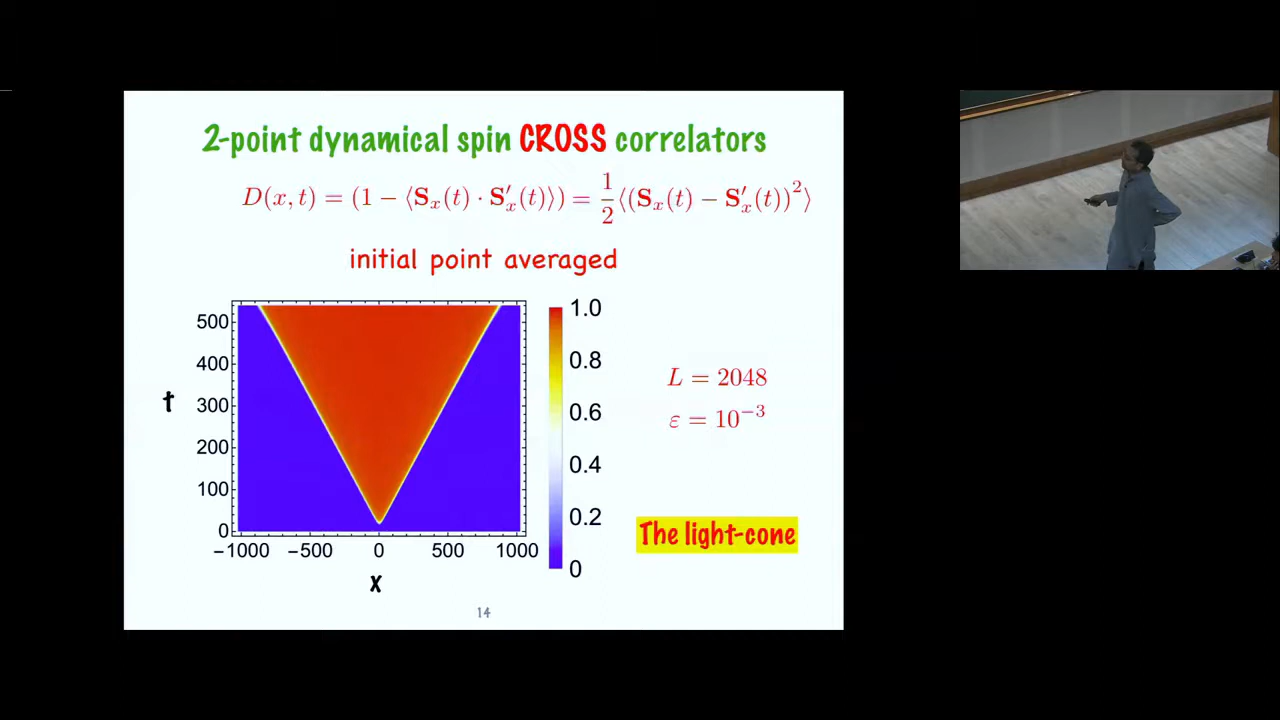 2-point dynamical spin CROSS correlators
D(x, t) = (1 − ⟨S_x(t) · S′_x(t)⟩) = 1/2 ⟨(S_x(t) − S′_x(t))²⟩
initial point averaged
500
400
300
200
100
0
t
−1000 −500 0 500 1000
x
1.0
0.8
0.6
0.4
0.2
0
L = 2048
ε = 10⁻³
The light-cone
14